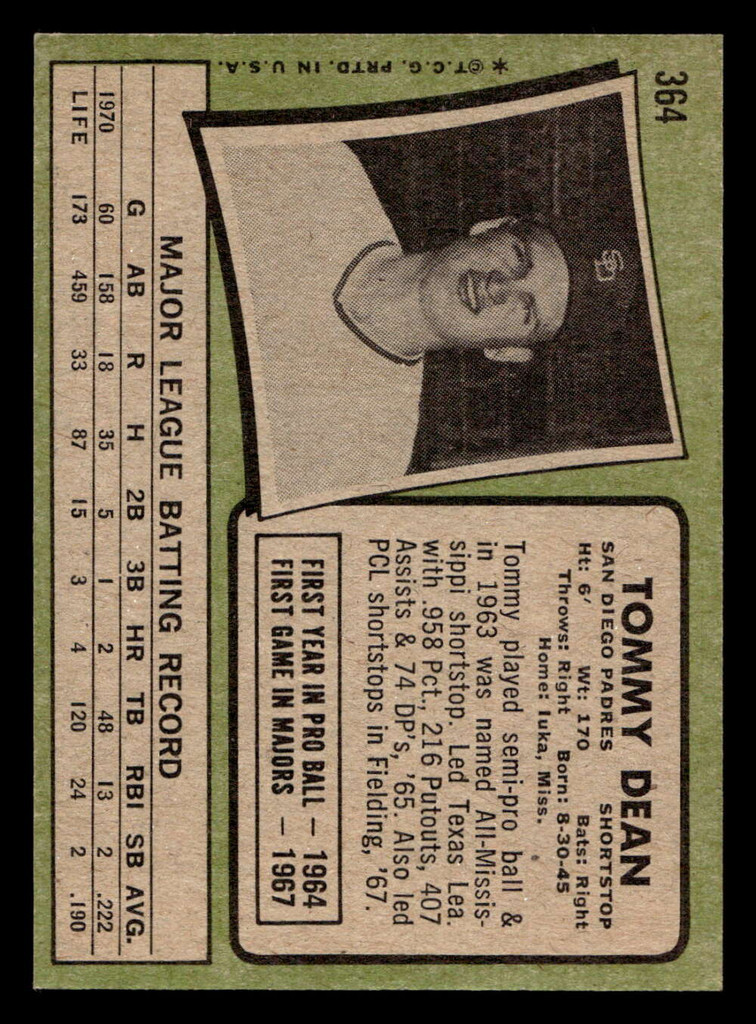 364
* © T.C.G. PRTD. IN U.S.A.
SD
TOMMY DEAN
SAN DIEGO PADRES SHORTSTOP
Ht: 6' Wt: 170 Bats: Right
Throws: Right Born: 8-30-45
Home: Iuka, Miss.
Tommy played semi-pro ball &
in 1963 was named All-Missis-
sippi shortstop. Led Texas Lea.
with .958 Pct., 216 Putouts, 407
Assists & 74 DP's, '65. Also led
PCL shortstops in Fielding, '67.
FIRST YEAR IN PRO BALL — 1964
FIRST GAME IN MAJORS — 1967
MAJOR LEAGUE BATTING RECORD
G AB R H 2B 3B HR TB RBI SB AVG.
1970 60 158 18 35 5 1 2 48 13 2 .222
LIFE 173 459 33 87 15 3 4 120 24 2 .190